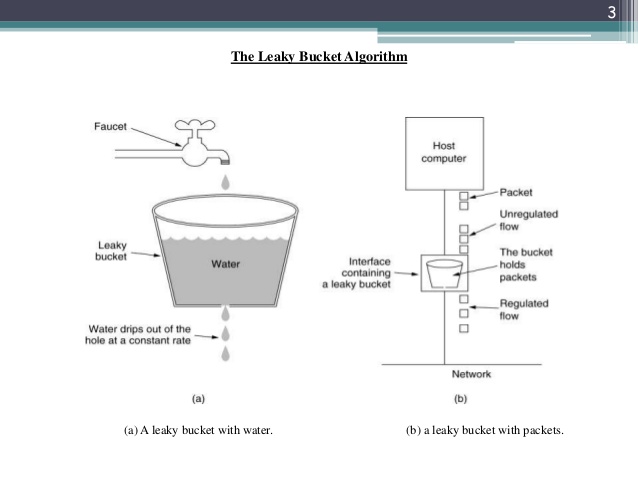 3
The Leaky Bucket Algorithm
Faucet
Leaky
bucket
Water
Water drips out of the
hole at a constant rate
(a)
Host
computer
Packet
Unregulated
flow
Interface
containing
a leaky bucket
The bucket
holds
packets
Regulated
flow
Network
(b)
(a) A leaky bucket with water.
(b) a leaky bucket with packets.